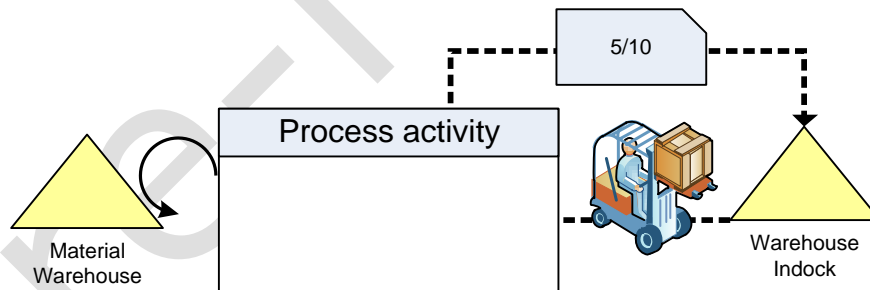 5/10
Process activity
Material
Warehouse
Warehouse
Indock